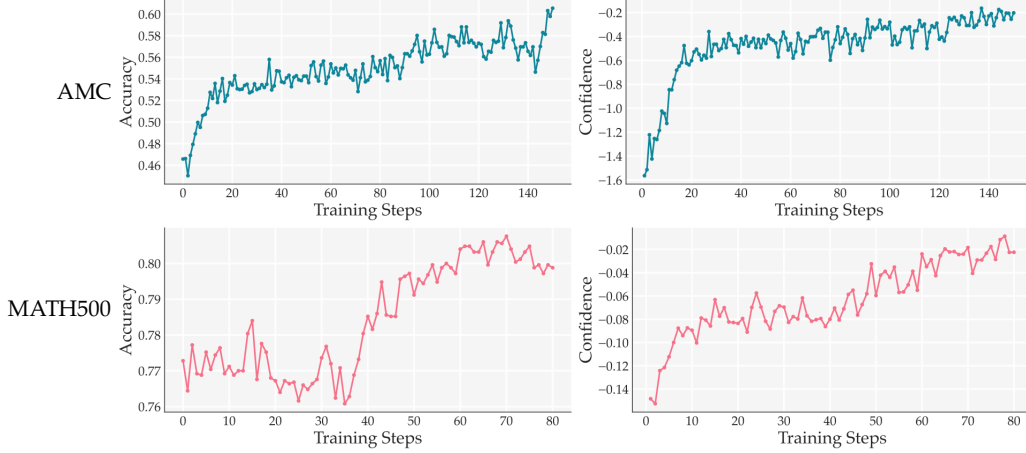 AMC
Accuracy
0.60
0.58
0.56
0.54
0.52
0.50
0.48
0.46
0 20 40 60 80 100 120 140
Training Steps
Confidence
−0.2
−0.4
−0.6
−0.8
−1.0
−1.2
−1.4
−1.6
0 20 40 60 80 100 120 140
Training Steps
MATH500
Accuracy
0.80
0.79
0.78
0.77
0.76
0 10 20 30 40 50 60 70 80
Training Steps
Confidence
−0.02
−0.04
−0.06
−0.08
−0.10
−0.12
−0.14
0 10 20 30 40 50 60 70 80
Training Steps